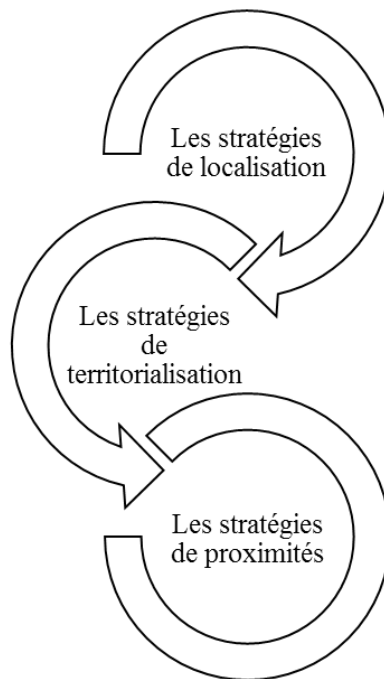 Les stratégies
de localisation
Les stratégies
de
territorialisation
Les stratégies
de proximités